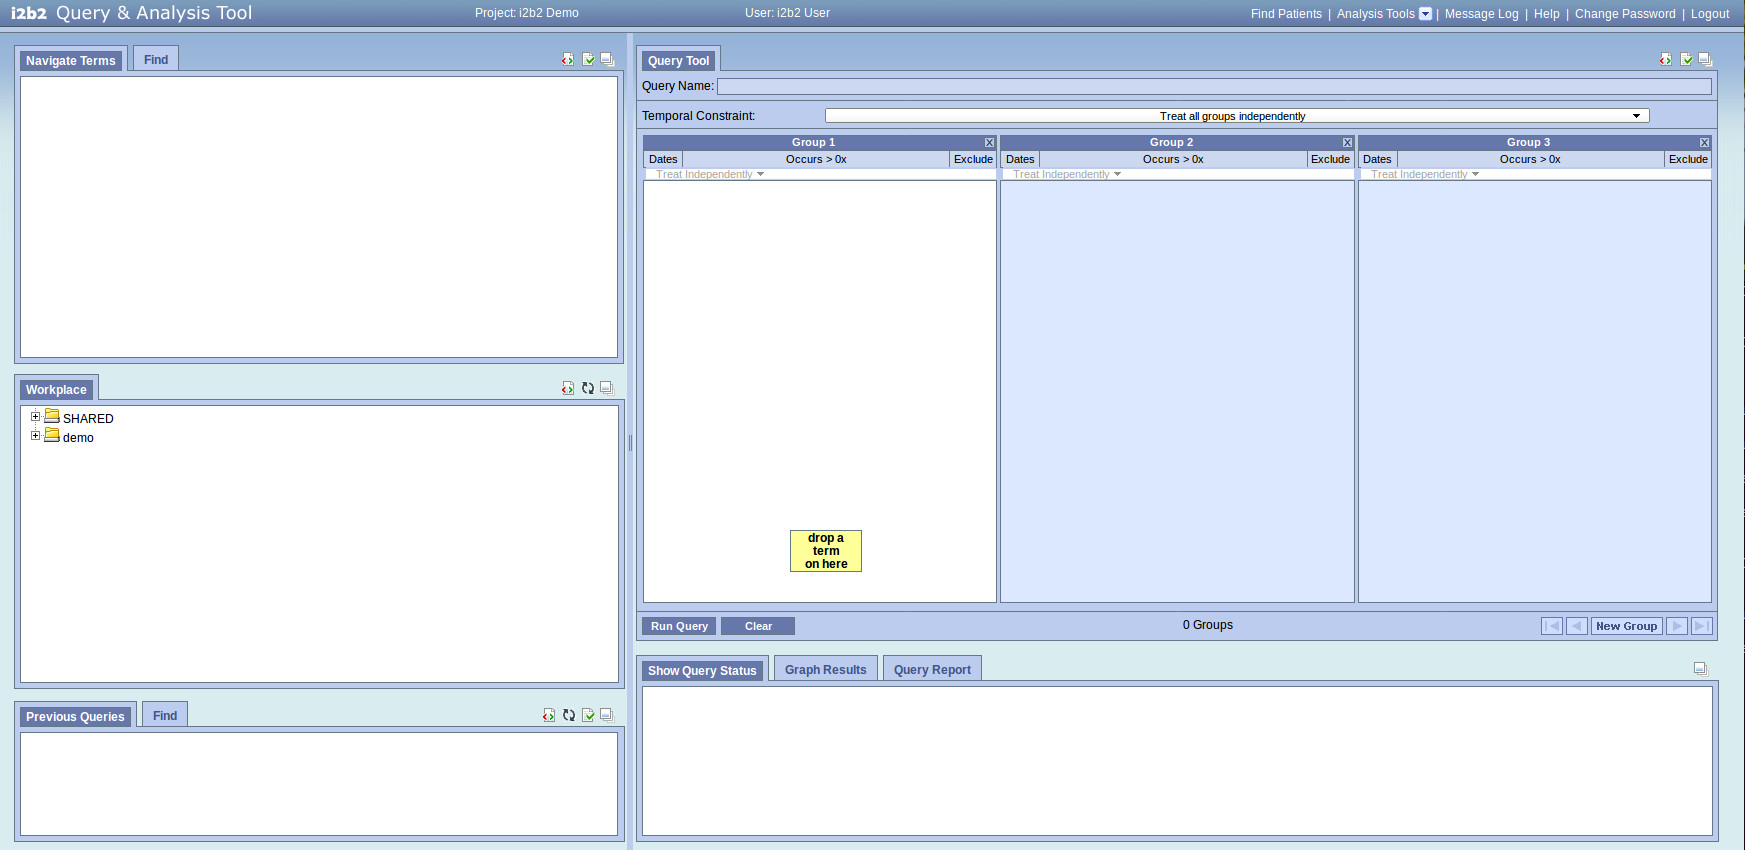 i2b2 Query & Analysis Tool
Project: i2b2 Demo
User: i2b2 User
Find Patients | Analysis Tools | Message Log | Help | Change Password | Logout
Navigate Terms
Find
Workplace
SHARED
demo
Previous Queries
Find
Query Tool
Query Name:
Temporal Constraint:
Treat all groups independently
Group 1
X
Dates
Occurs > 0x
Exclude
Treat Independently
drop a
term
on here
Group 2
X
Dates
Occurs > 0x
Exclude
Treat Independently
Group 3
X
Dates
Occurs > 0x
Exclude
Treat Independently
Run Query
Clear
0 Groups
New Group
Show Query Status
Graph Results
Query Report